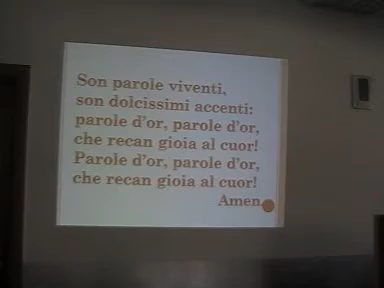 Son parole viventi,
son dolcissimi accenti:
parole d'or, parole d'or,
che recan gioia al cuor!
Parole d'or, parole d'or,
che recan gioia al cuor!
Amen.